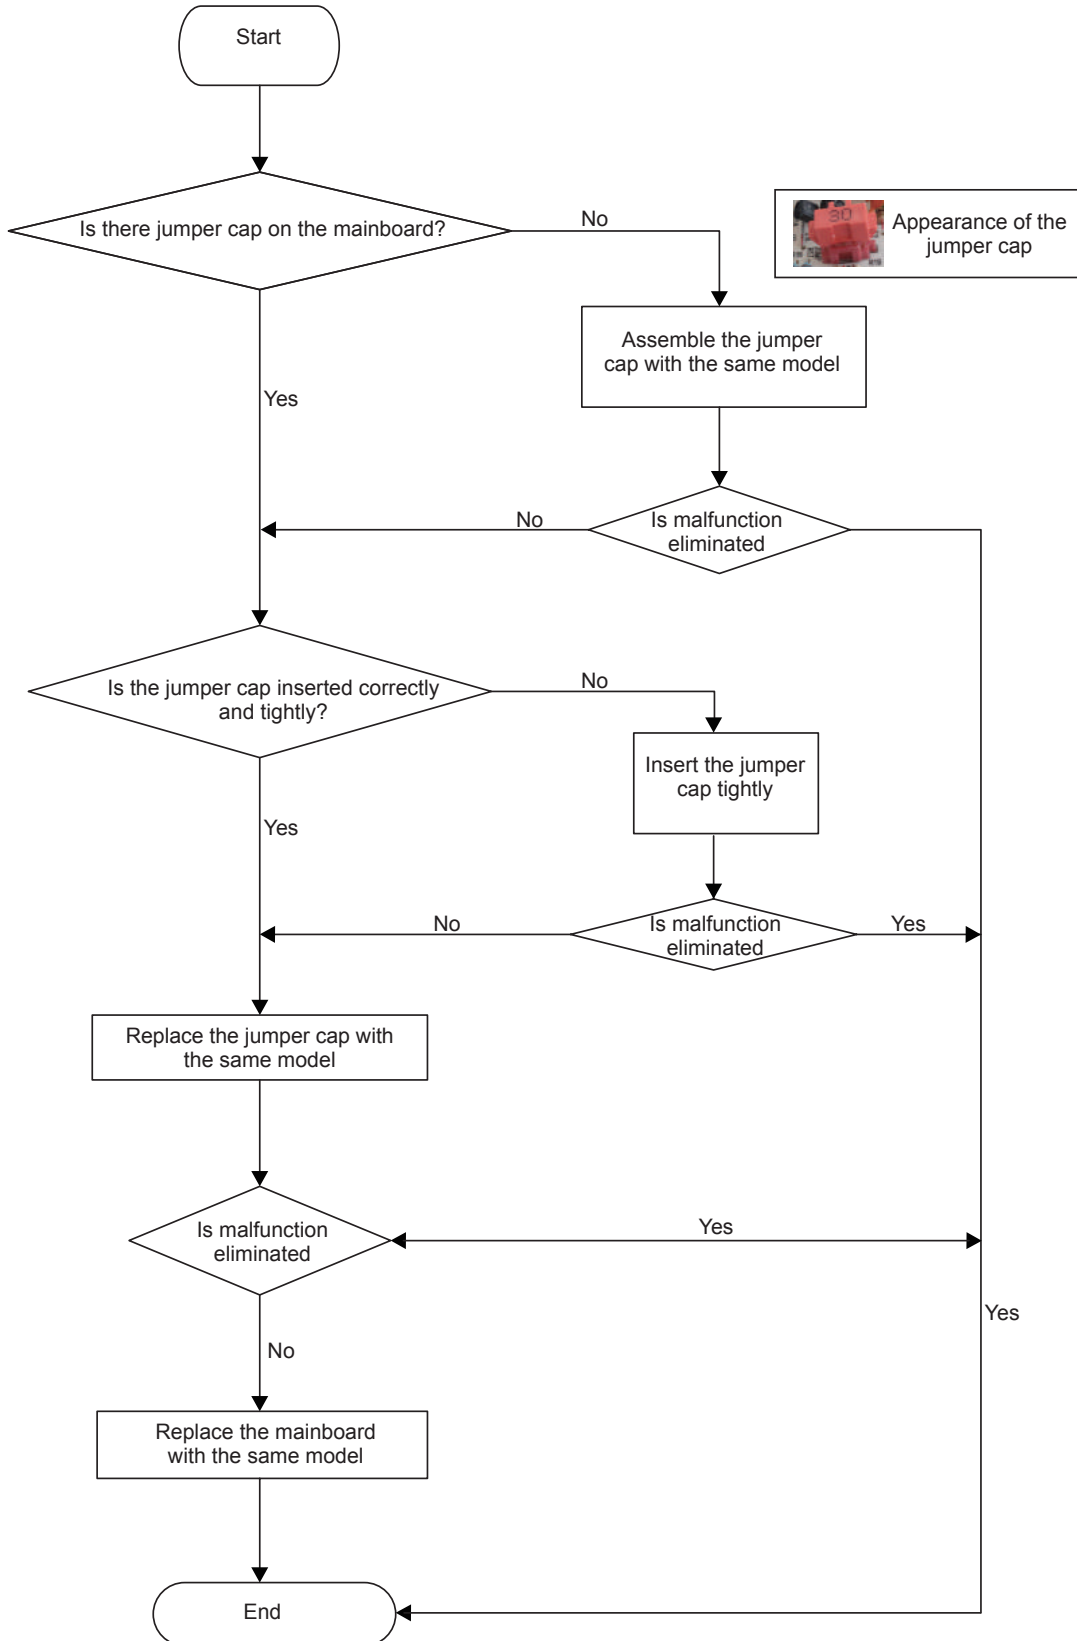 Start
Is there jumper cap on the mainboard?
No
30
Appearance of the
jumper cap
Assemble the jumper
cap with the same model
Yes
No
Is malfunction
eliminated
Is the jumper cap inserted correctly
and tightly?
No
Insert the jumper
cap tightly
Yes
No
Is malfunction
eliminated
Yes
Replace the jumper cap with
the same model
Is malfunction
eliminated
Yes
Yes
No
Replace the mainboard
with the same model
End